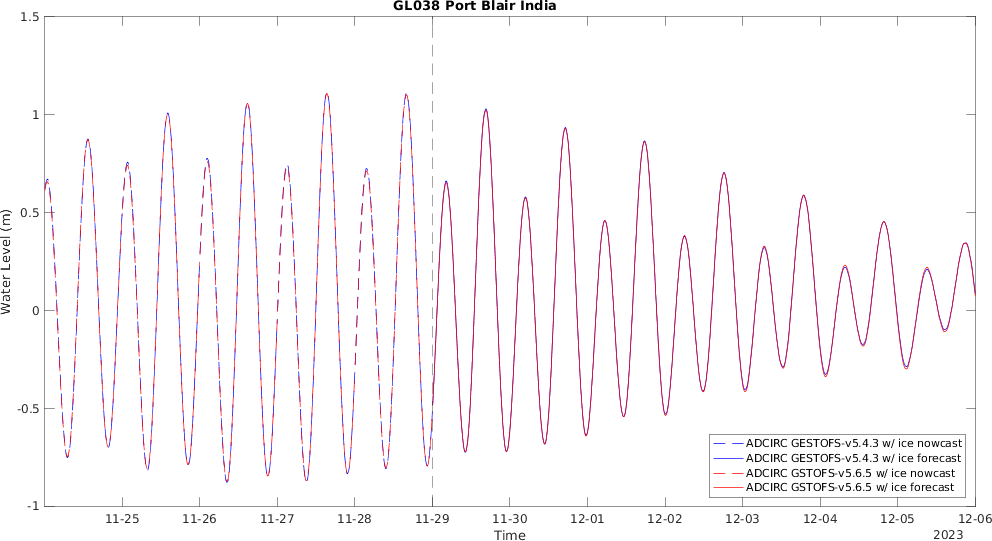 GL038 Port Blair India
1.5
1
0.5
0
-0.5
-1
Water Level (m)
ADCIRC GESTOFS-v5.4.3 w/ ice nowcast
ADCIRC GESTOFS-v5.4.3 w/ ice forecast
ADCIRC GSTOFS-v5.6.5 w/ ice nowcast
ADCIRC GSTOFS-v5.6.5 w/ ice forecast
11-25 11-26 11-27 11-28 11-29 11-30 12-01 12-02 12-03 12-04 12-05 12-06
Time
2023